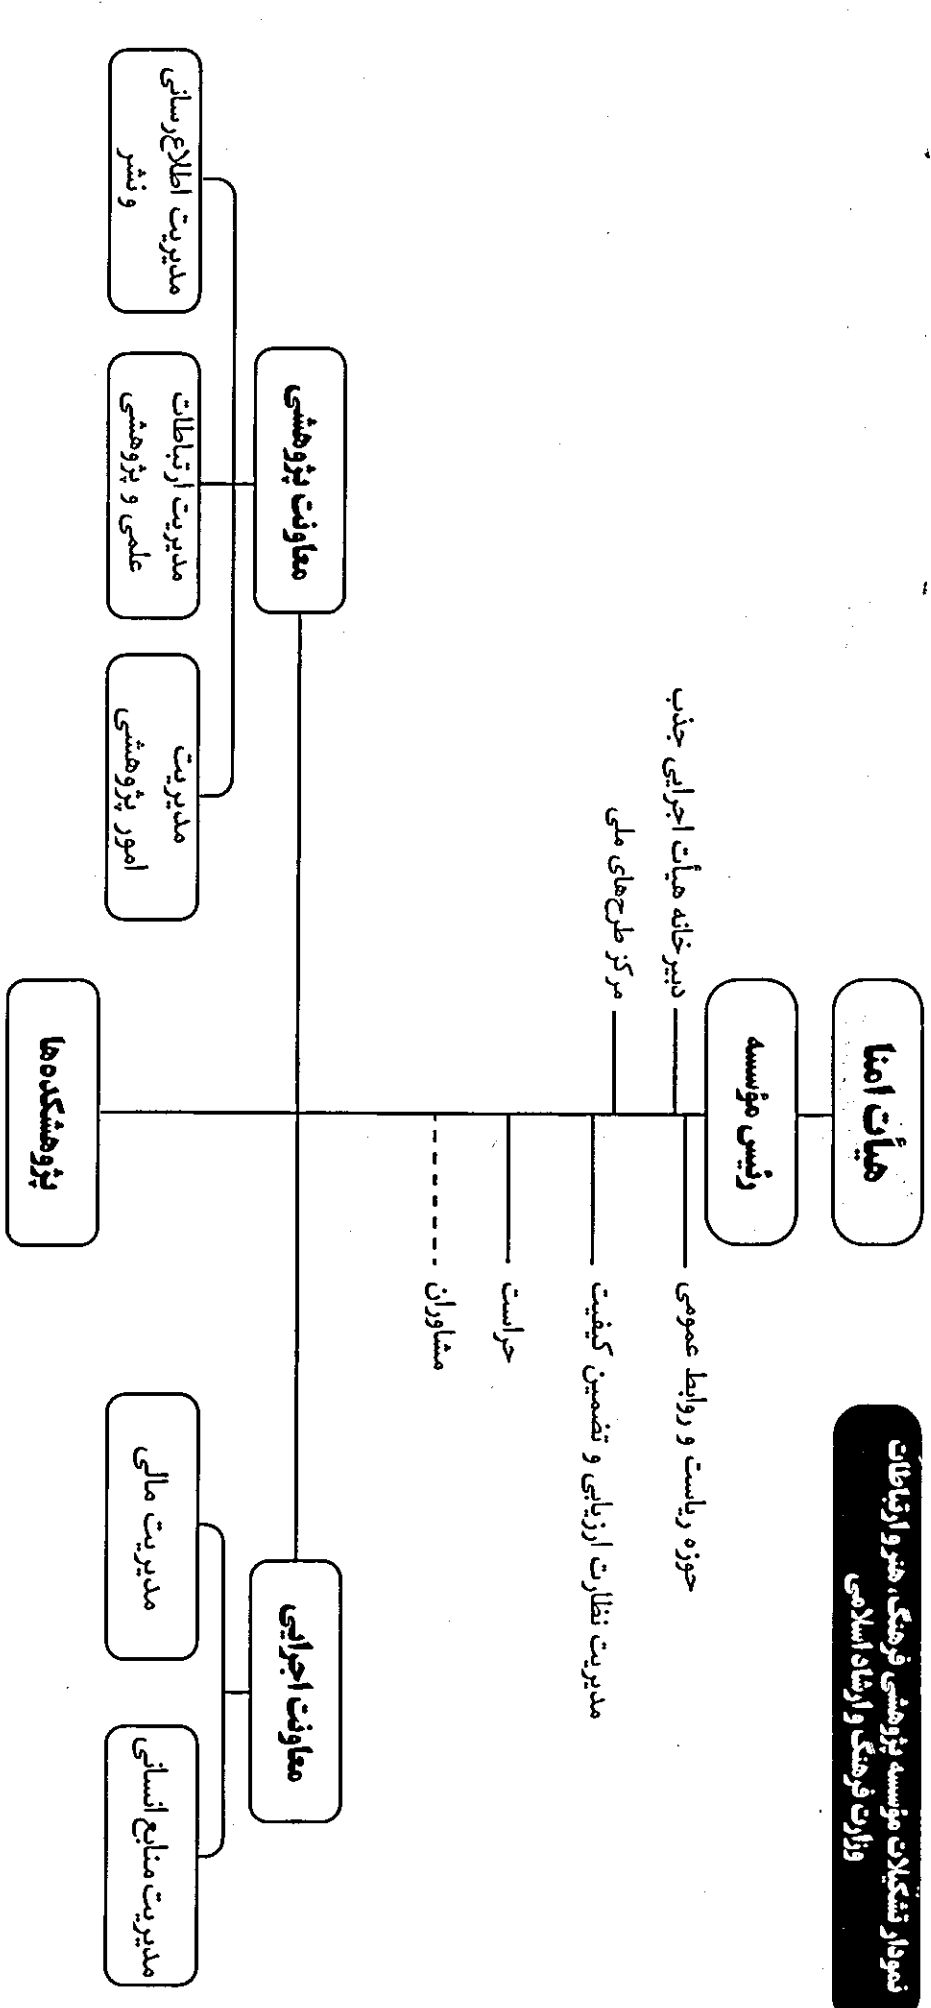 نمودار تشکیلات مؤسسه پژوهشی فرهنگ، هنر و ارتباطات
وزارت فرهنگ و ارشاد اسلامی
هیأت امنا
رئیس مؤسسه
حوزه ریاست و روابط عمومی
دبیرخانه هیأت اجرایی جذب
مرکز طرح‌های ملی
مدیریت نظارت ارزیابی و تضمین کیفیت
حراست
مشاوران
معاونت اجرایی
معاونت پژوهشی
مدیریت منابع انسانی
مدیریت مالی
مدیریت
امور پژوهشی
مدیریت ارتباطات
علمی و پژوهشی
مدیریت اطلاع‌رسانی
و نشر
پژوهشکده‌ها